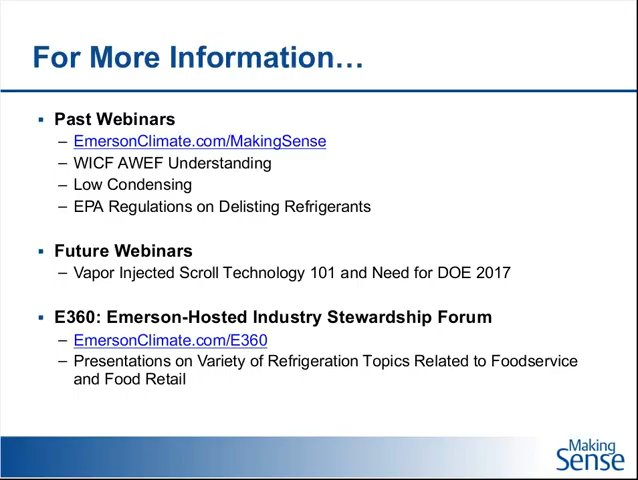 For More Information…
▪ Past Webinars
– EmersonClimate.com/MakingSense
– WICF AWEF Understanding
– Low Condensing
– EPA Regulations on Delisting Refrigerants
▪ Future Webinars
– Vapor Injected Scroll Technology 101 and Need for DOE 2017
▪ E360: Emerson-Hosted Industry Stewardship Forum
– EmersonClimate.com/E360
– Presentations on Variety of Refrigeration Topics Related to Foodservice
and Food Retail
Making
Sense